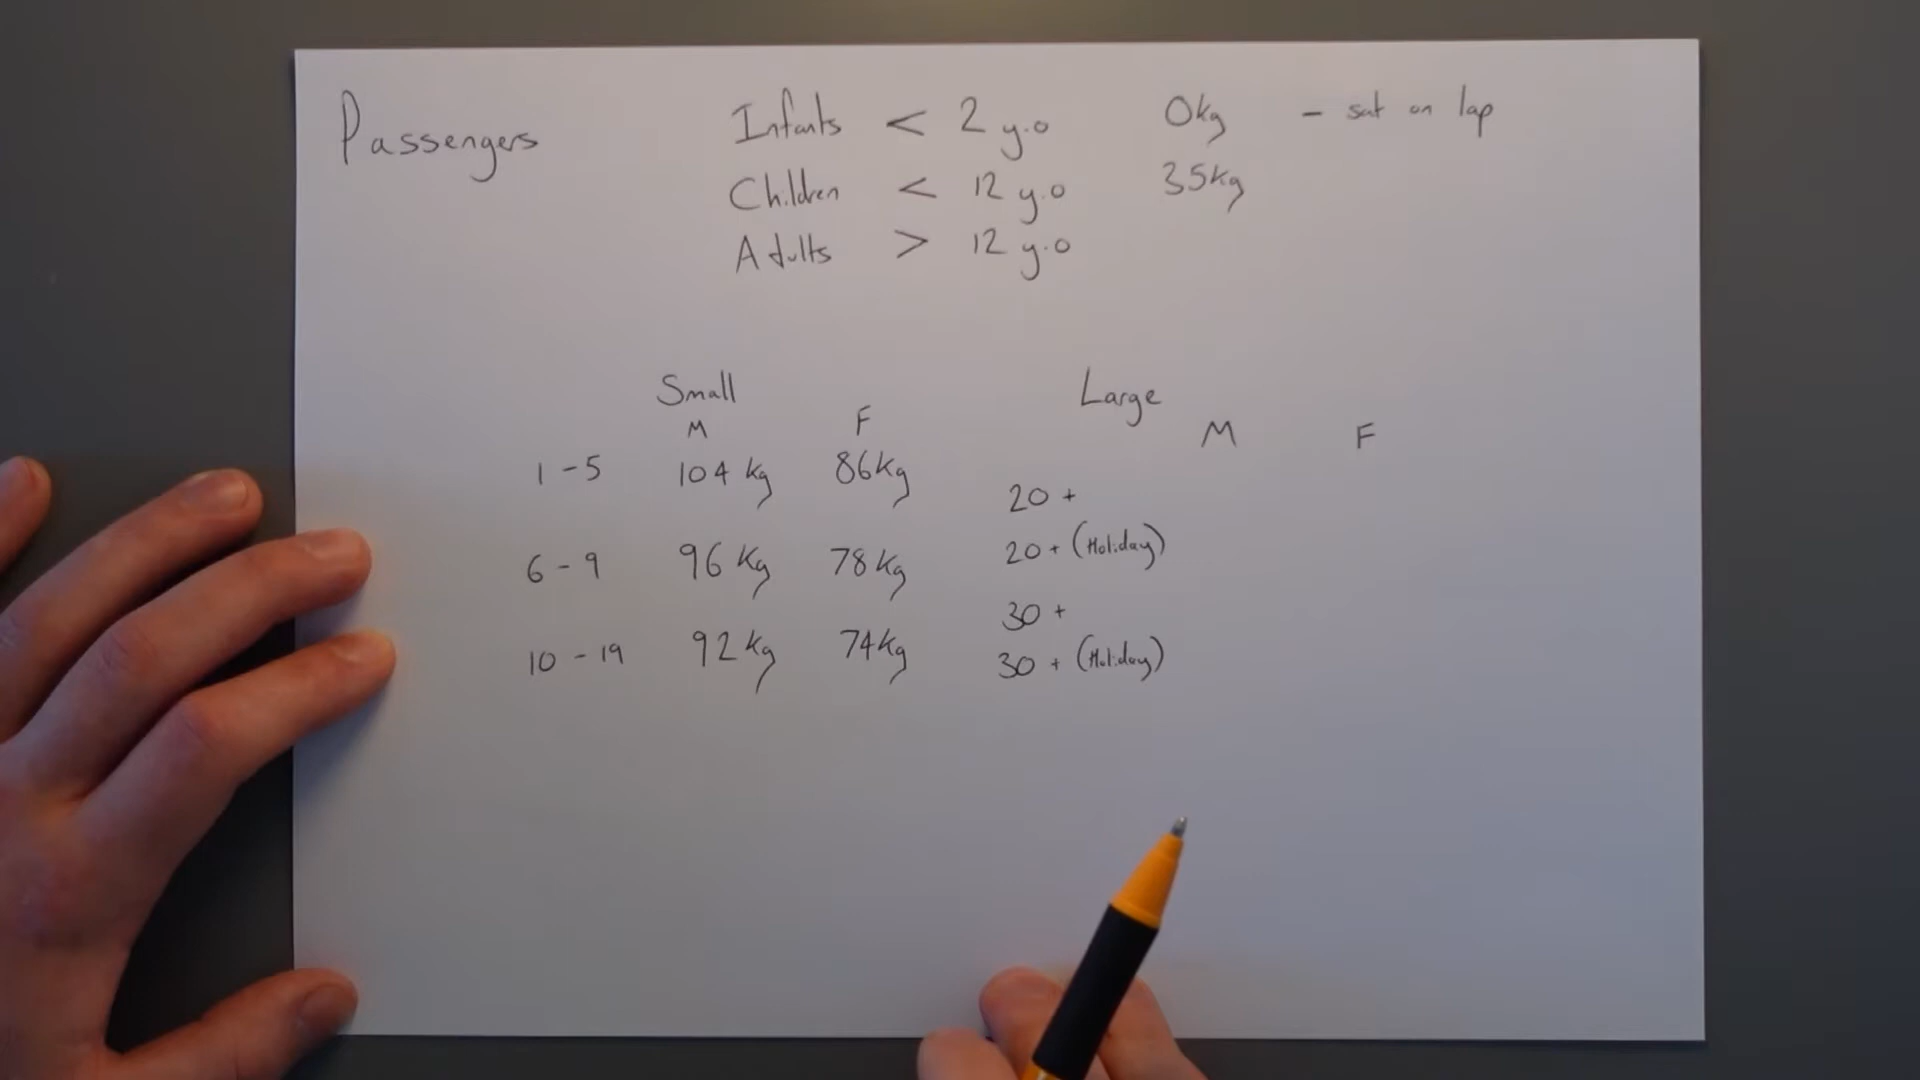 Passengers
Infants < 2 y.o 0kg - sat on lap
Children < 12 y.o 35kg
Adults > 12 y.o
Small Large
M F M F
1 - 5 104 kg 86kg
20 +
6 - 9 96 kg 78 kg 20 + (Holiday)
30 +
10 - 19 92 kg 74kg 30 + (Holiday)